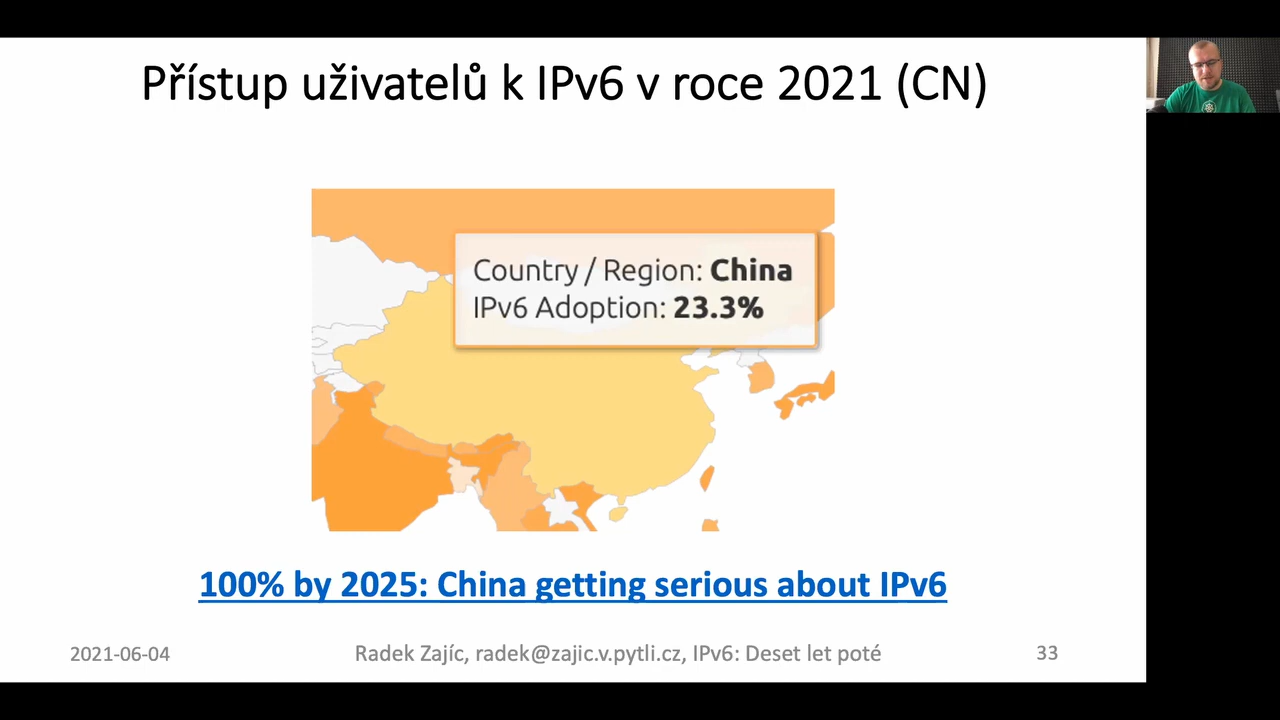 Přístup uživatelů k IPv6 v roce 2021 (CN)
Country / Region: China
IPv6 Adoption: 23.3%
100% by 2025: China getting serious about IPv6
2021-06-04
Radek Zajíc, radek@zajic.v.pytli.cz, IPv6: Deset let poté
33